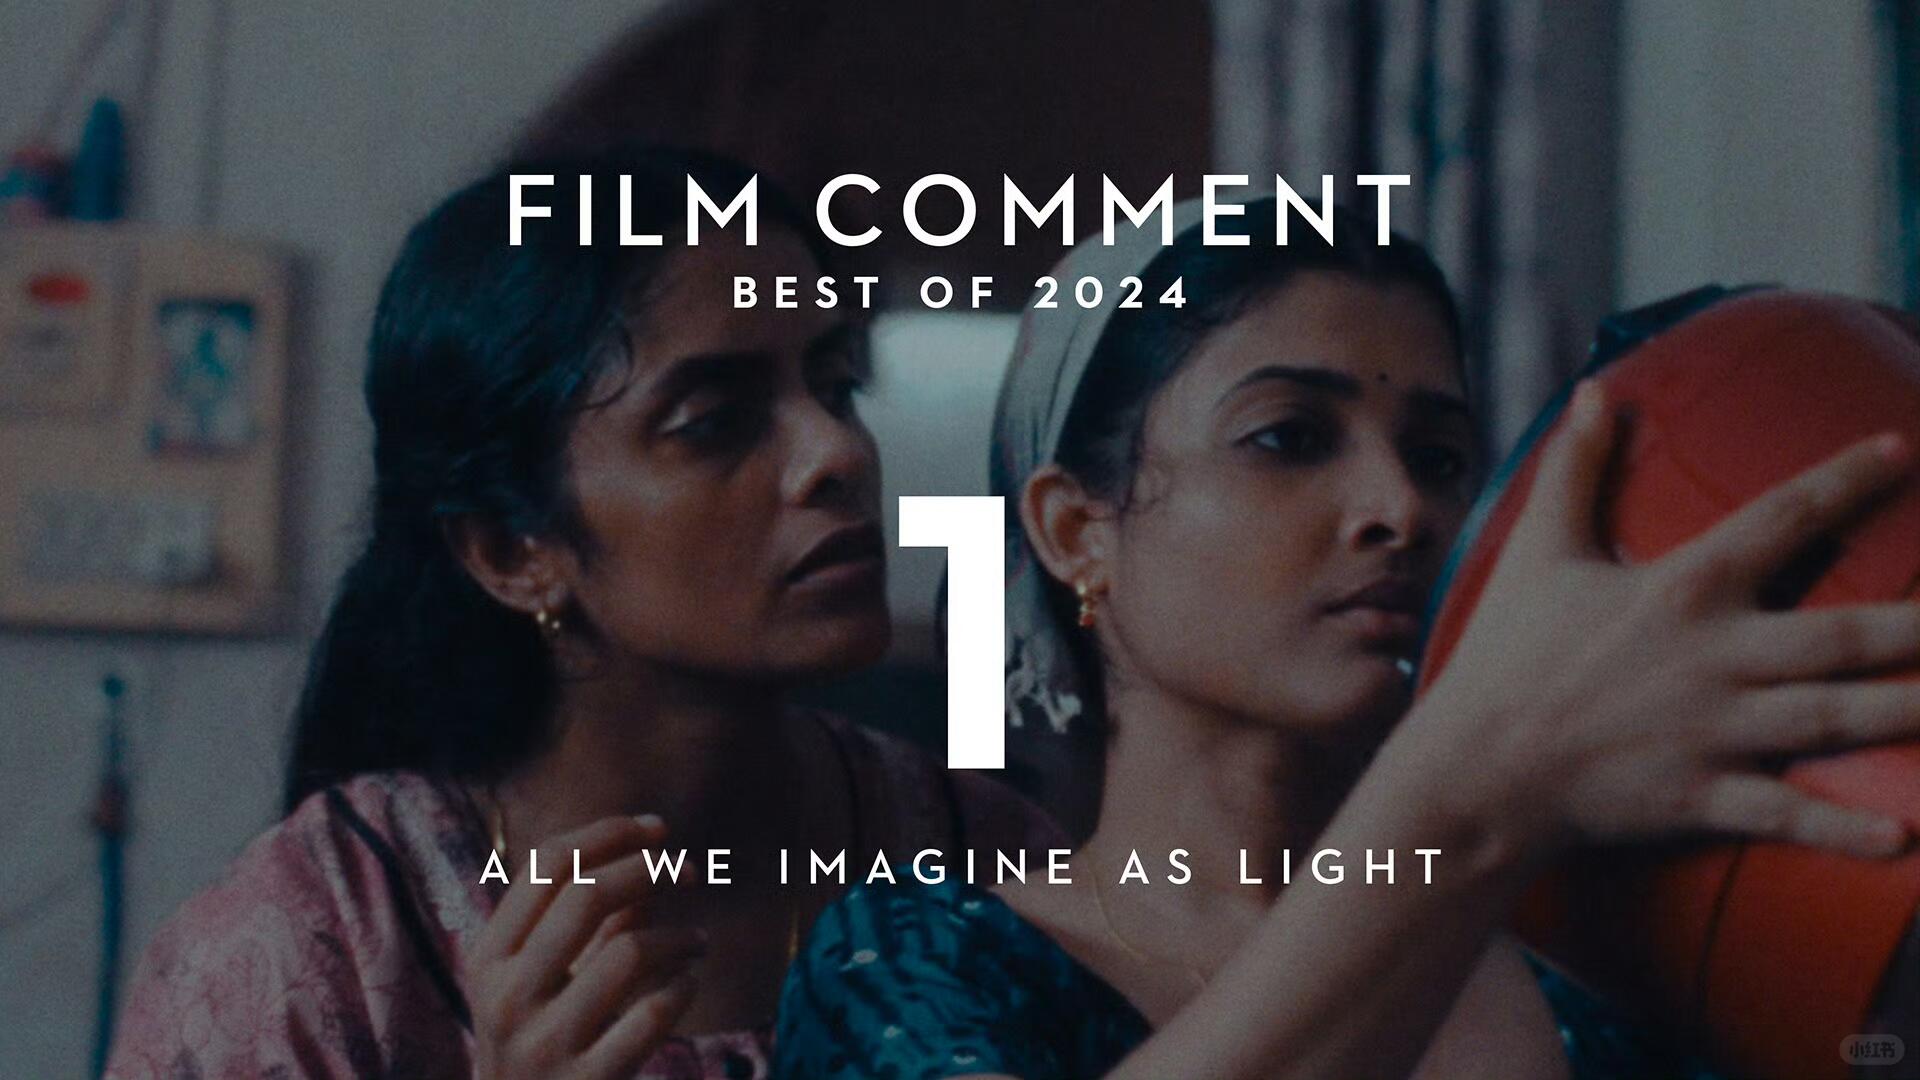 FILM COMMENT
BEST OF 2024
1
ALL WE IMAGINE AS LIGHT
小红书